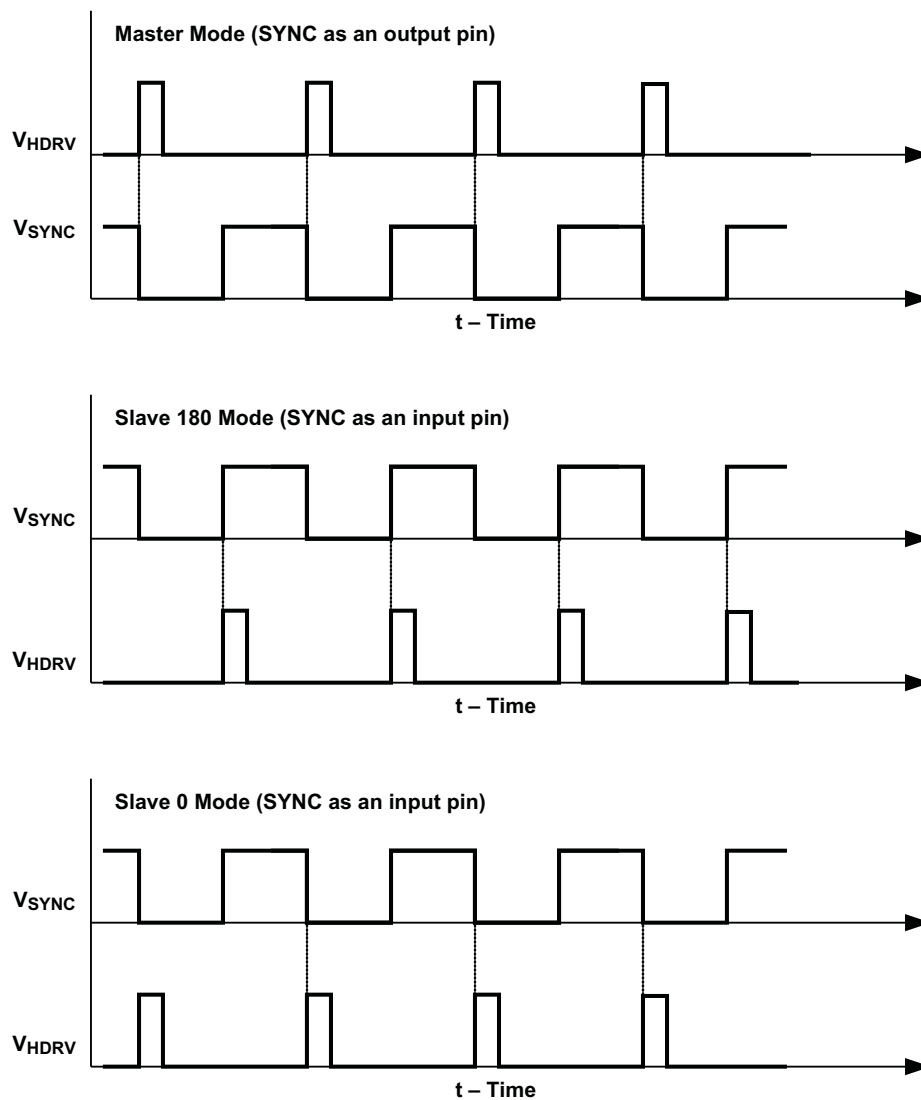 Master Mode (SYNC as an output pin)
VHDRV
VSYNC
t – Time
Slave 180 Mode (SYNC as an input pin)
VSYNC
VHDRV
t – Time
Slave 0 Mode (SYNC as an input pin)
VSYNC
VHDRV
t – Time